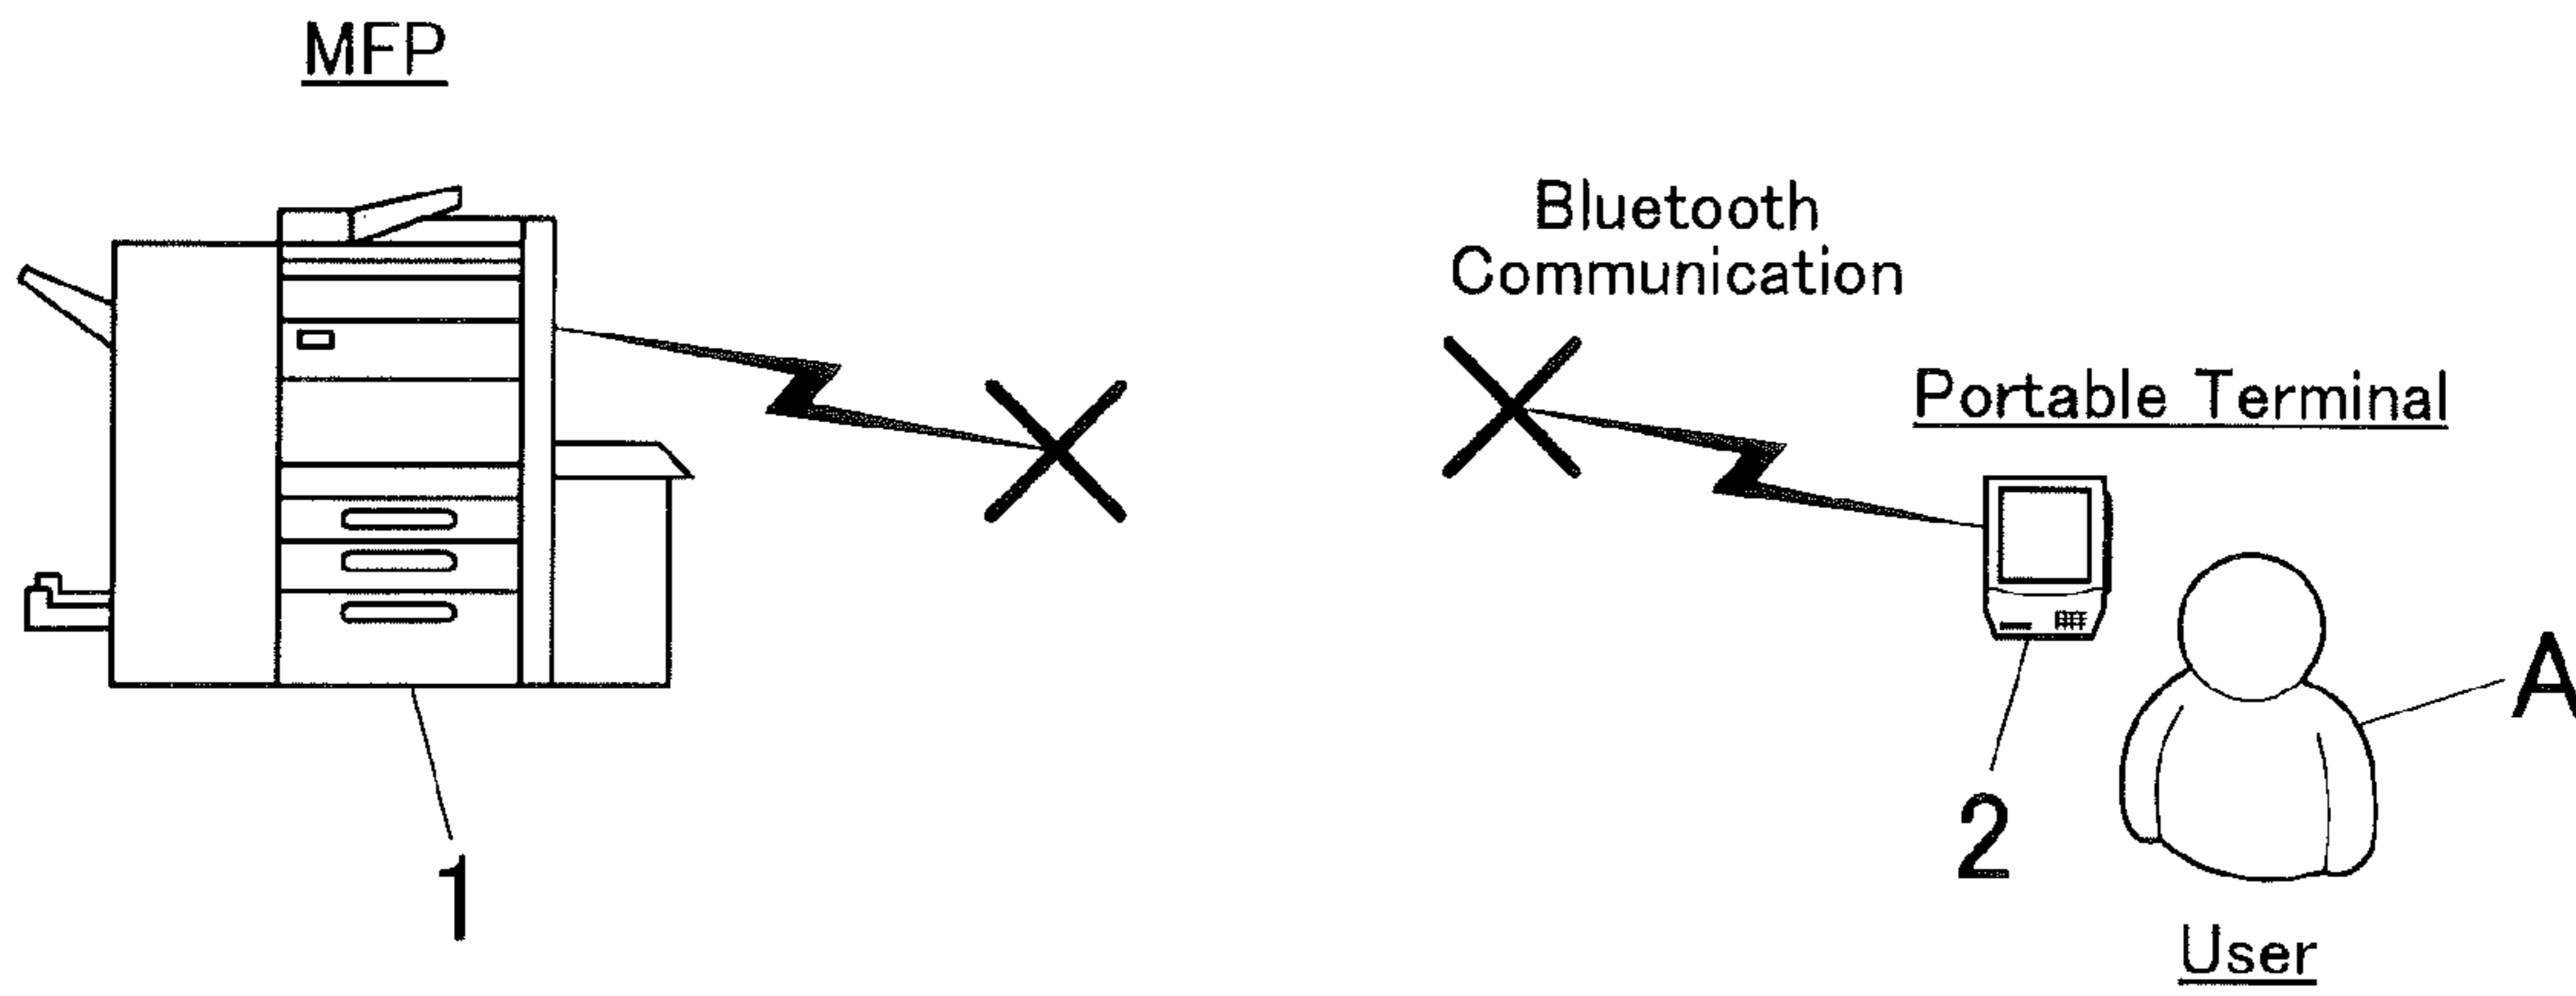 MFP
Bluetooth
Communication
Portable Terminal
1
2
A
User